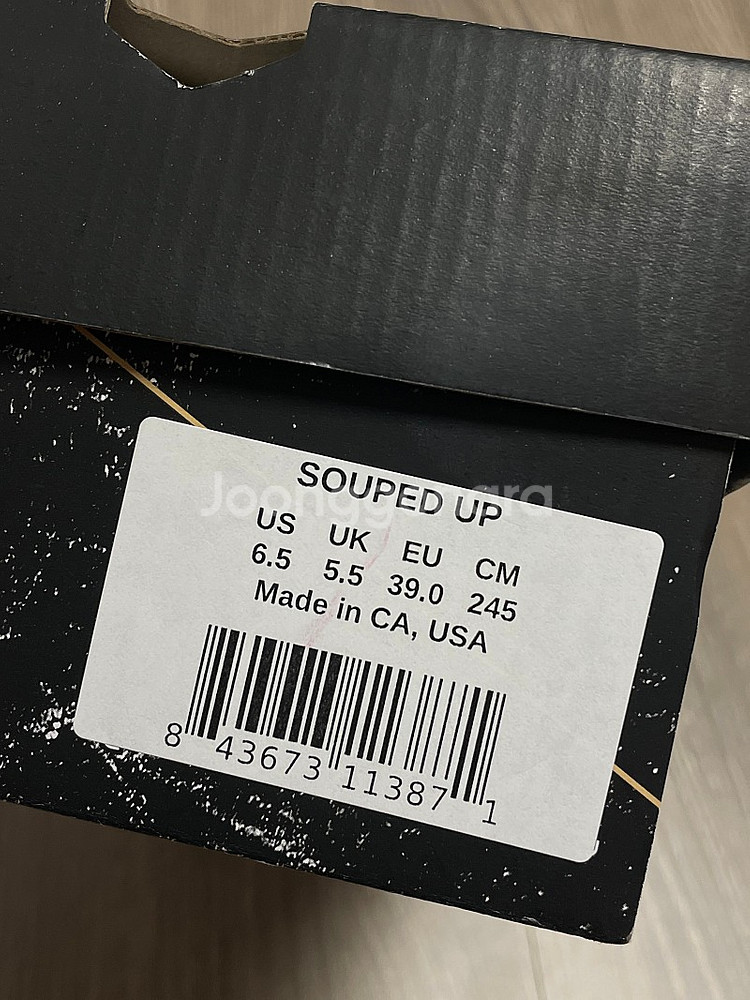 SOUPED UP
Joonggonara
US UK EU CM
6.5 5.5 39.0 245
Made in CA, USA
8 43673 11387 1